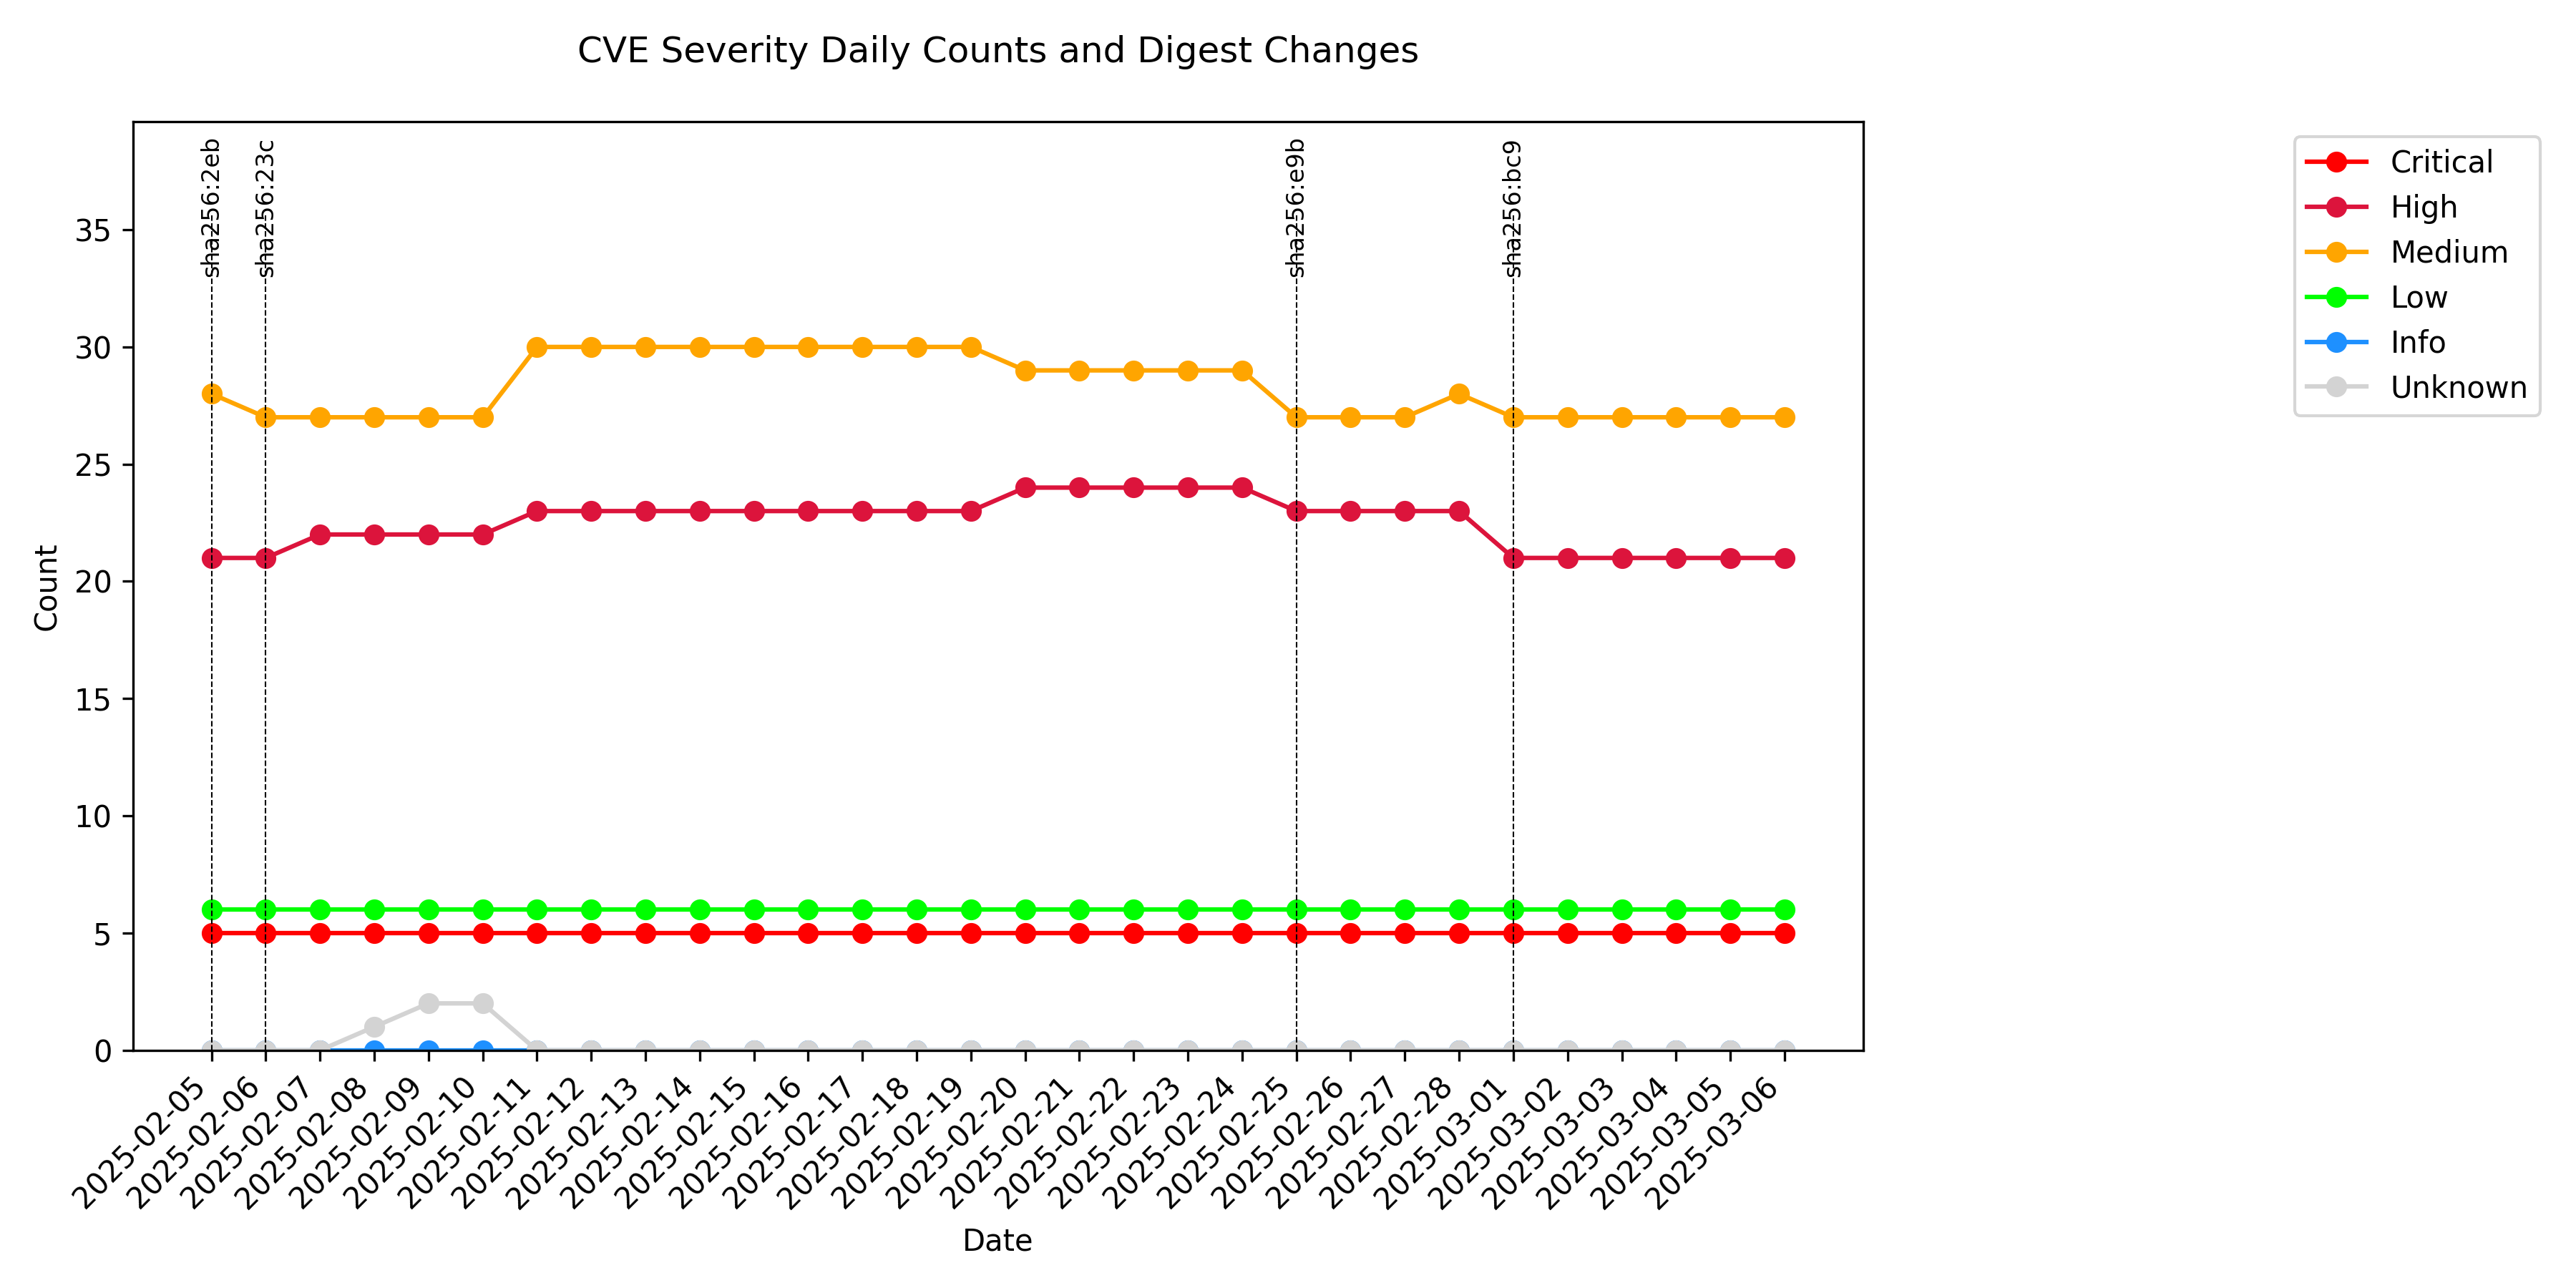 CVE Severity Daily Counts and Digest Changes
sha256:2eb
sha256:23c
sha256:e9b
sha256:bc9
Critical
High
Medium
Low
Info
Unknown
35
30
25
20
15
10
5
0
Count
2025-02-05
2025-02-06
2025-02-07
2025-02-08
2025-02-09
2025-02-10
2025-02-11
2025-02-12
2025-02-13
2025-02-14
2025-02-15
2025-02-16
2025-02-17
2025-02-18
2025-02-19
2025-02-20
2025-02-21
2025-02-22
2025-02-23
2025-02-24
2025-02-25
2025-02-26
2025-02-27
2025-02-28
2025-03-01
2025-03-02
2025-03-03
2025-03-04
2025-03-05
2025-03-06
Date